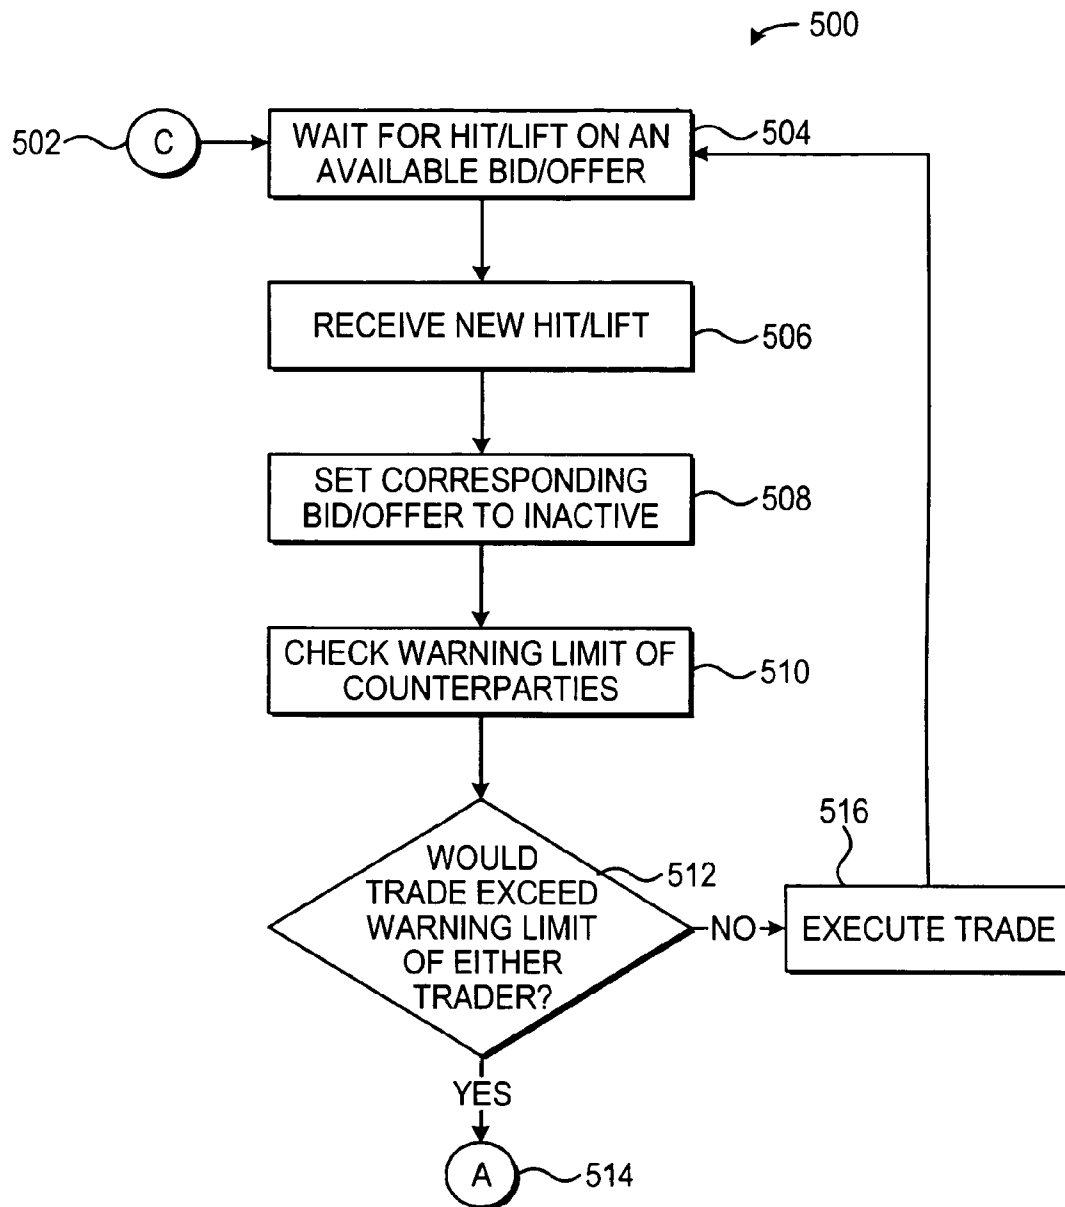 500
502
C
WAIT FOR HIT/LIFT ON AN
AVAILABLE BID/OFFER
504
RECEIVE NEW HIT/LIFT
506
SET CORRESPONDING
BID/OFFER TO INACTIVE
508
CHECK WARNING LIMIT OF
COUNTERPARTIES
510
WOULD
TRADE EXCEED
WARNING LIMIT
OF EITHER
TRADER?
512
NO
516
EXECUTE TRADE
YES
A
514